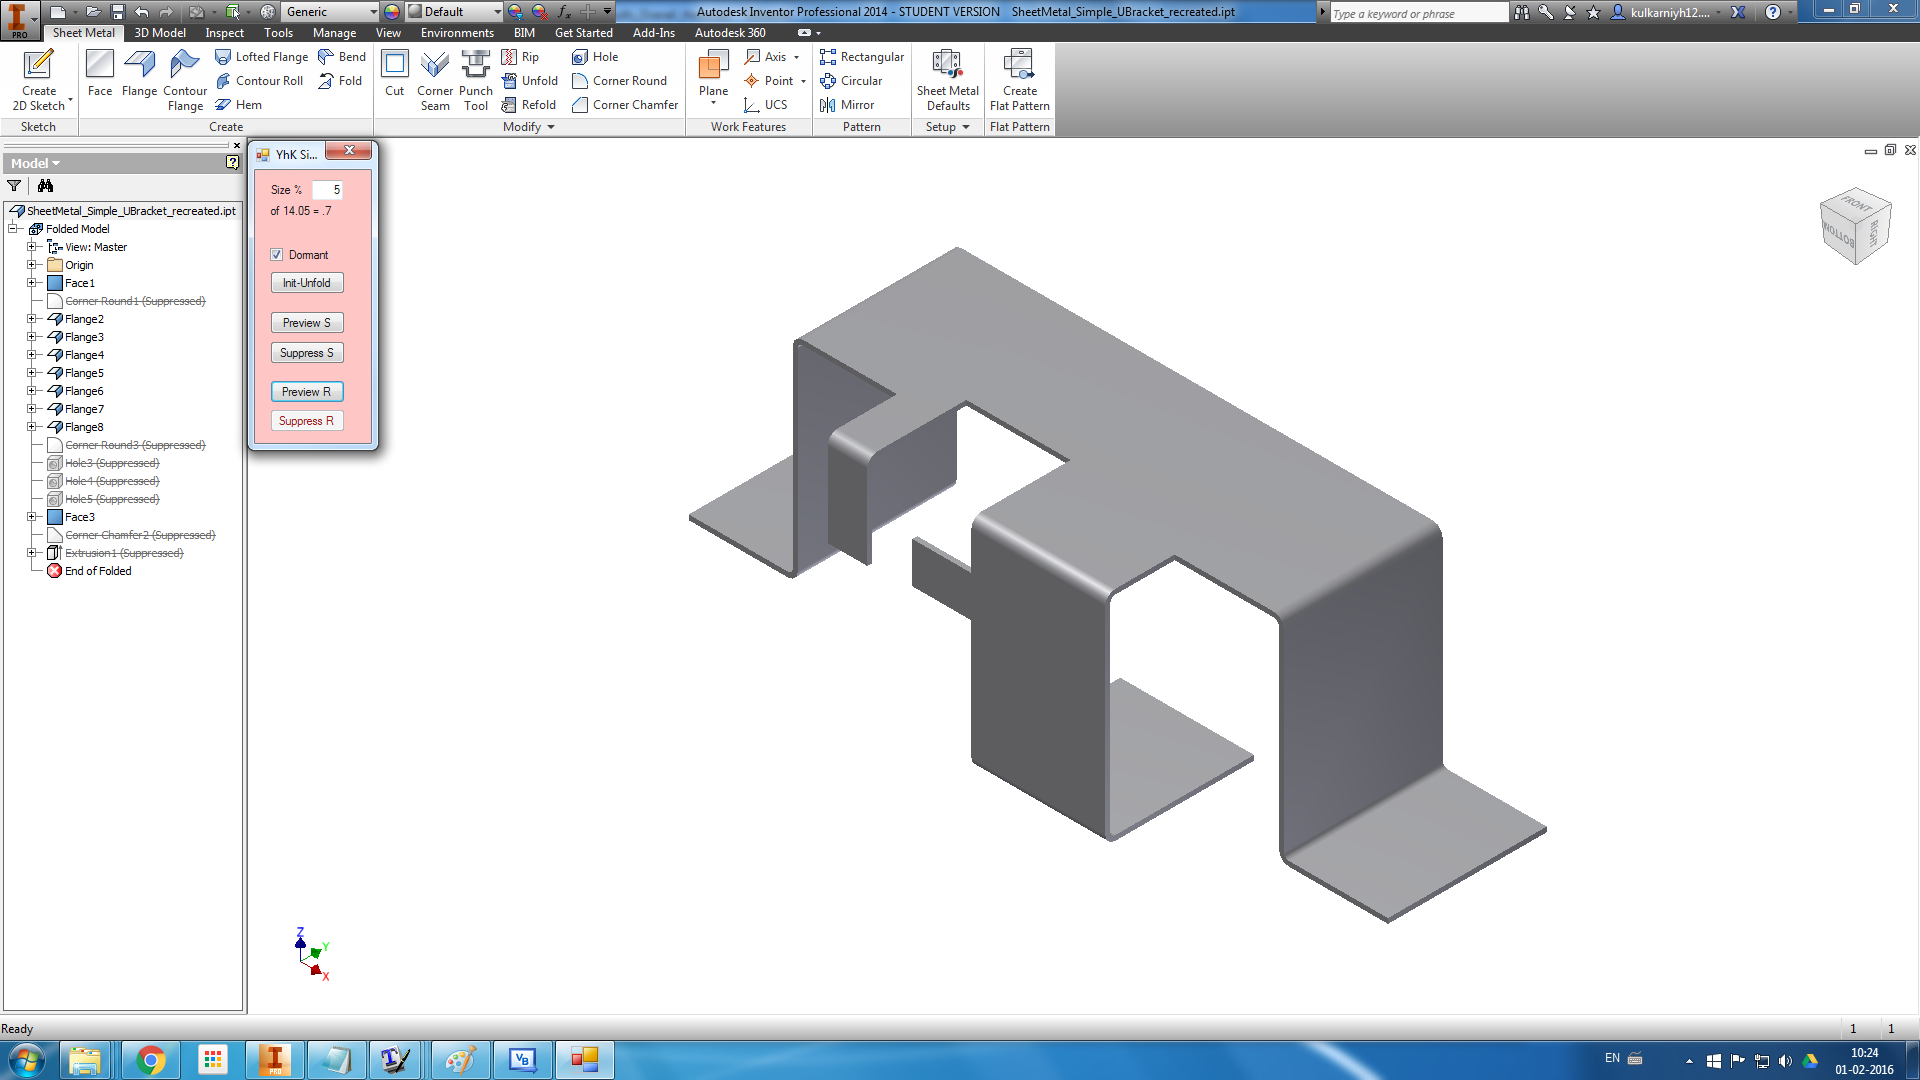 Generic
Default
Autodesk Inventor Professional 2014 - STUDENT VERSION SheetMetal_Simple_UBracket_recreated.ipt
Type a keyword or phrase
kulkarniyh12....
PRO
Sheet Metal 3D Model Inspect Tools Manage View Environments BIM Get Started Add-Ins Autodesk 360
Create
2D Sketch
Face
Flange
Contour
Flange
Lofted Flange
Contour Roll
Hem
Bend
Fold
Cut
Corner
Seam
Punch
Tool
Rip
Unfold
Refold
Hole
Corner Round
Corner Chamfer
Plane
Axis
Point
UCS
Rectangular
Circular
Mirror
Sheet Metal
Defaults
Create
Flat Pattern
Sketch Create Modify Work Features Pattern Setup Flat Pattern
Model
SheetMetal_Simple_UBracket_recreated.ipt
Folded Model
View: Master
Origin
Face1
Corner Round1 (Suppressed)
Flange2
Flange3
Flange4
Flange5
Flange6
Flange7
Flange8
Corner Round3 (Suppressed)
Hole3 (Suppressed)
Hole4 (Suppressed)
Hole5 (Suppressed)
Face3
Corner Chamfer2 (Suppressed)
Extrusion1 (Suppressed)
End of Folded
YhK Si...
Size % 5
of 14.05 = .7
Dormant
Init-Unfold
Preview S
Suppress S
Preview R
Suppress R
FRONT
BOTTOM
RIGHT
Z
Y
X
Ready
1 1
PRO
VB
EN
10:24
01-02-2016